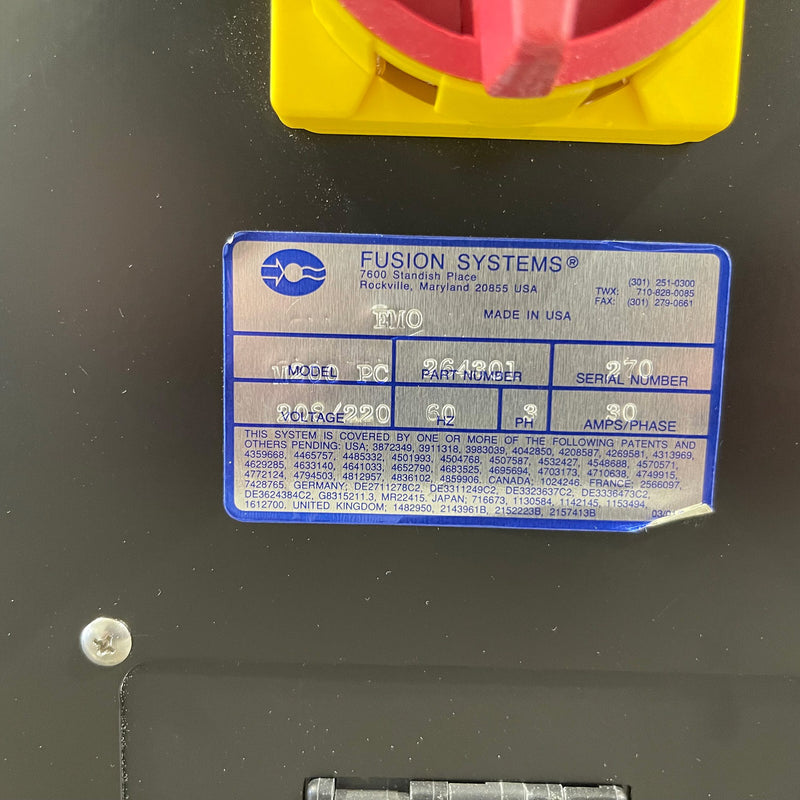 FUSION SYSTEMS®
7600 Standish Place
Rockville, Maryland 20855 USA
(301) 251-0300
TWX: 710-828-0085
FAX: (301) 279-0661
EMO
MADE IN USA
PC 264301 270
MODEL PART NUMBER SERIAL NUMBER
208/220 60 3 30
VOLTAGE HZ PH AMPS/PHASE
THIS SYSTEM IS COVERED BY ONE OR MORE OF THE FOLLOWING PATENTS AND
OTHERS PENDING: USA; 3872349, 3911318, 3983039, 4042850, 4208587, 4269581, 4313969,
4359668, 4465757, 4485332, 4501993, 4504768, 4507587, 4532427, 4548688, 4570571,
4629285, 4633140, 4641033, 4652790, 4683525, 4695694, 4703173, 4710638, 4749915,
4772124, 4794503, 4812957, 4836102, 4859906, CANADA; 1024246, FRANCE; 2566097,
7428765, GERMANY; DE2711278C2, DE3311249C2, DE3323637C2, DE3338473C2,
DE3624384C2, G8315211.3, MR22415. JAPAN; 716673, 1130584, 1142145, 1153494,
1612700, UNITED KINGDOM; 1482950, 2143961B, 2152223B, 2157413B